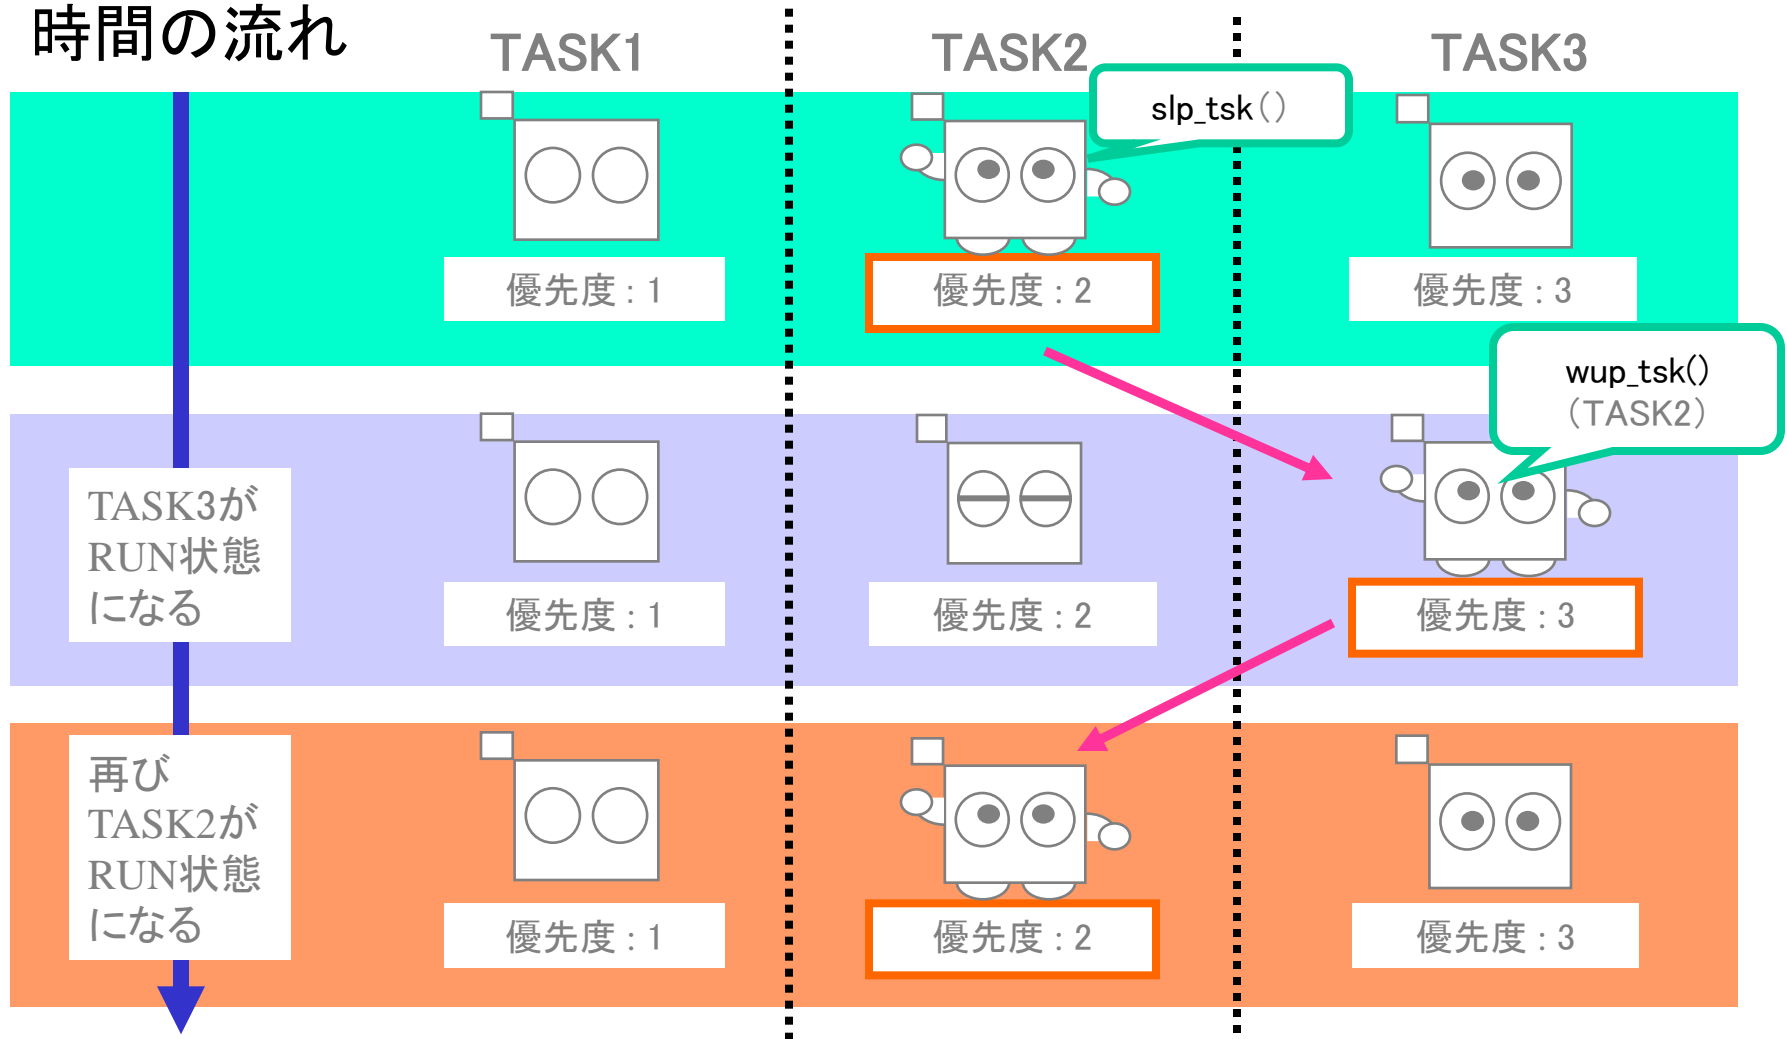 時間の流れ
TASK1
TASK2
TASK3
slp_tsk()
優先度:1
優先度:2
優先度:3
wup_tsk()
(TASK2)
TASK3が
RUN状態
になる
優先度:1
優先度:2
優先度:3
再び
TASK2が
RUN状態
になる
優先度:1
優先度:2
優先度:3